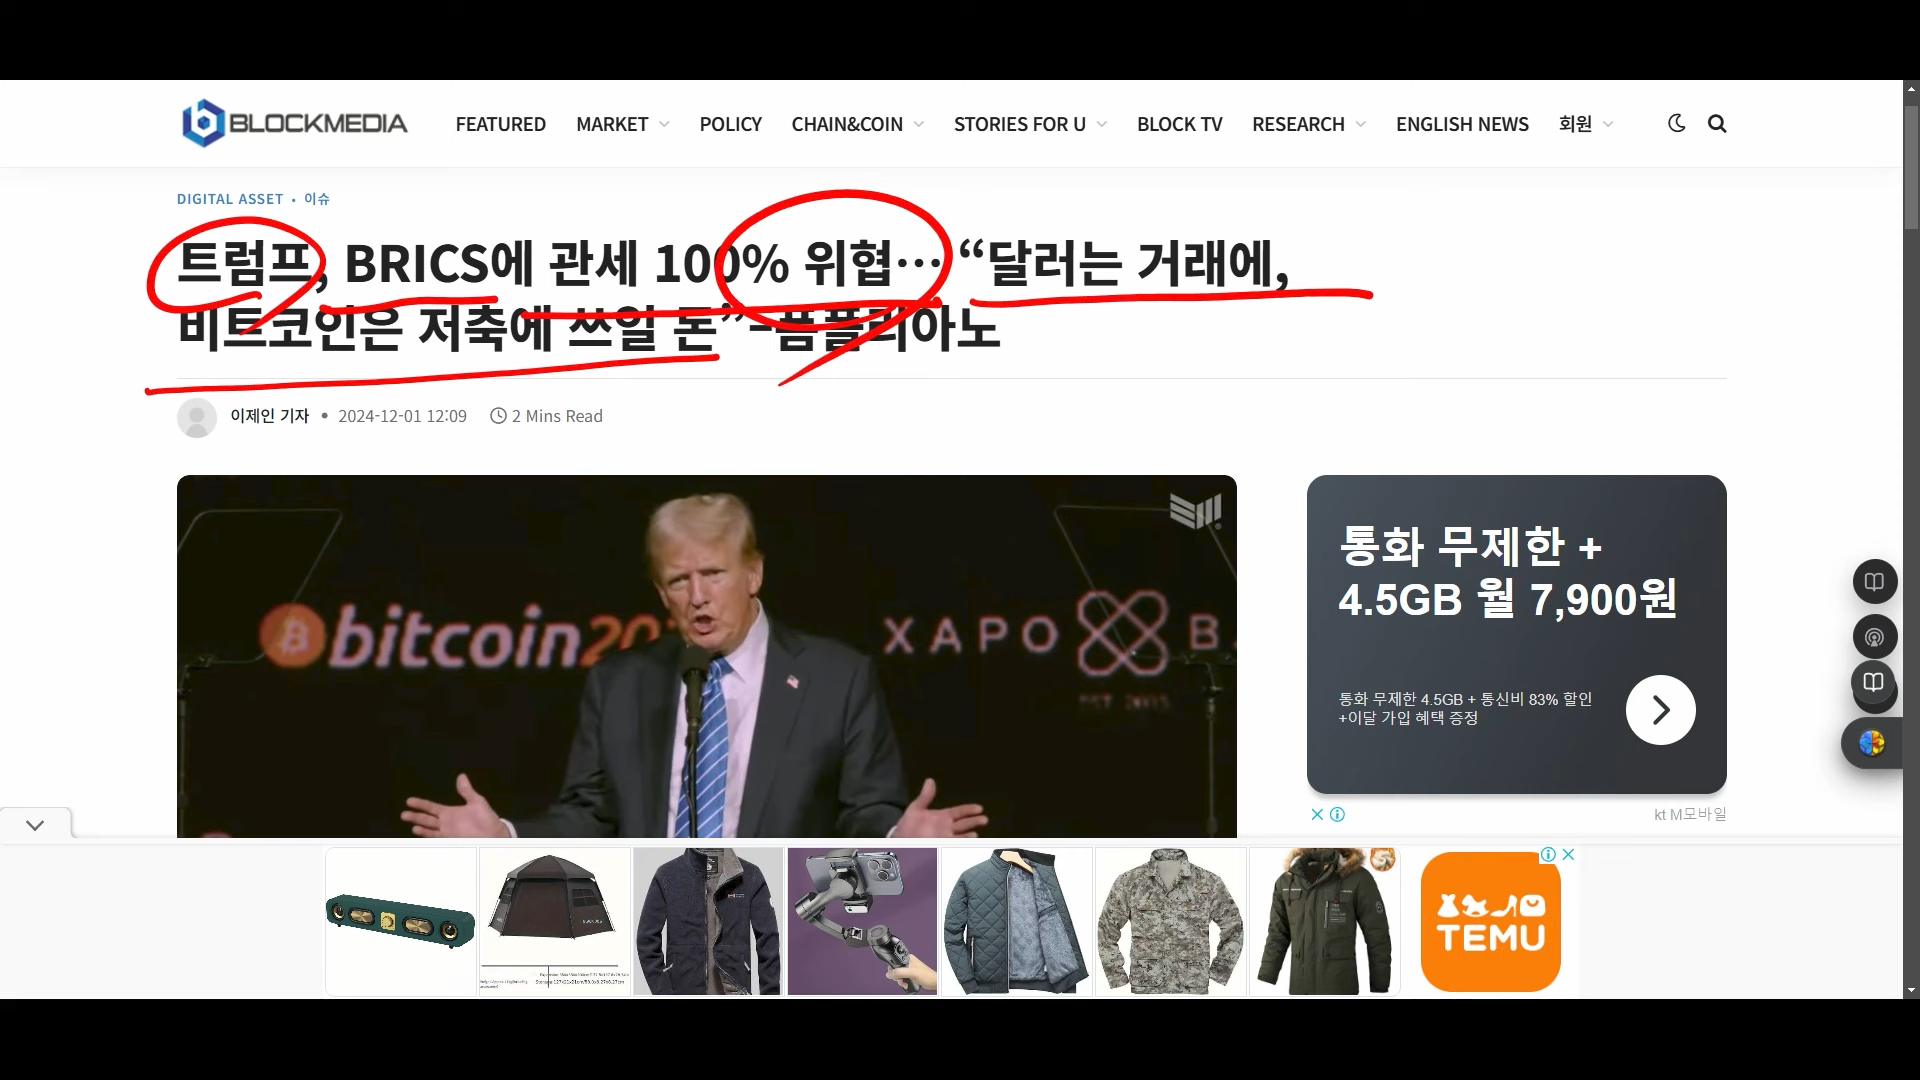 BLOCKMEDIA
FEATURED MARKET POLICY CHAIN&COIN STORIES FOR U BLOCK TV RESEARCH ENGLISH NEWS 회원
DIGITAL ASSET • 이슈
트럼프, BRICS에 관세 100% 위협… “달러는 거래에,
비트코인은 저축에 쓰일 돈”-폼플리아노
이제인 기자 • 2024-12-01 12:09 2 Mins Read
bitcoin20
XAPO B
통화 무제한 +
4.5GB 월 7,900원
통화 무제한 4.5GB + 통신비 83% 할인
+이달 가입 혜택 증정
kt M모바일
TEMU